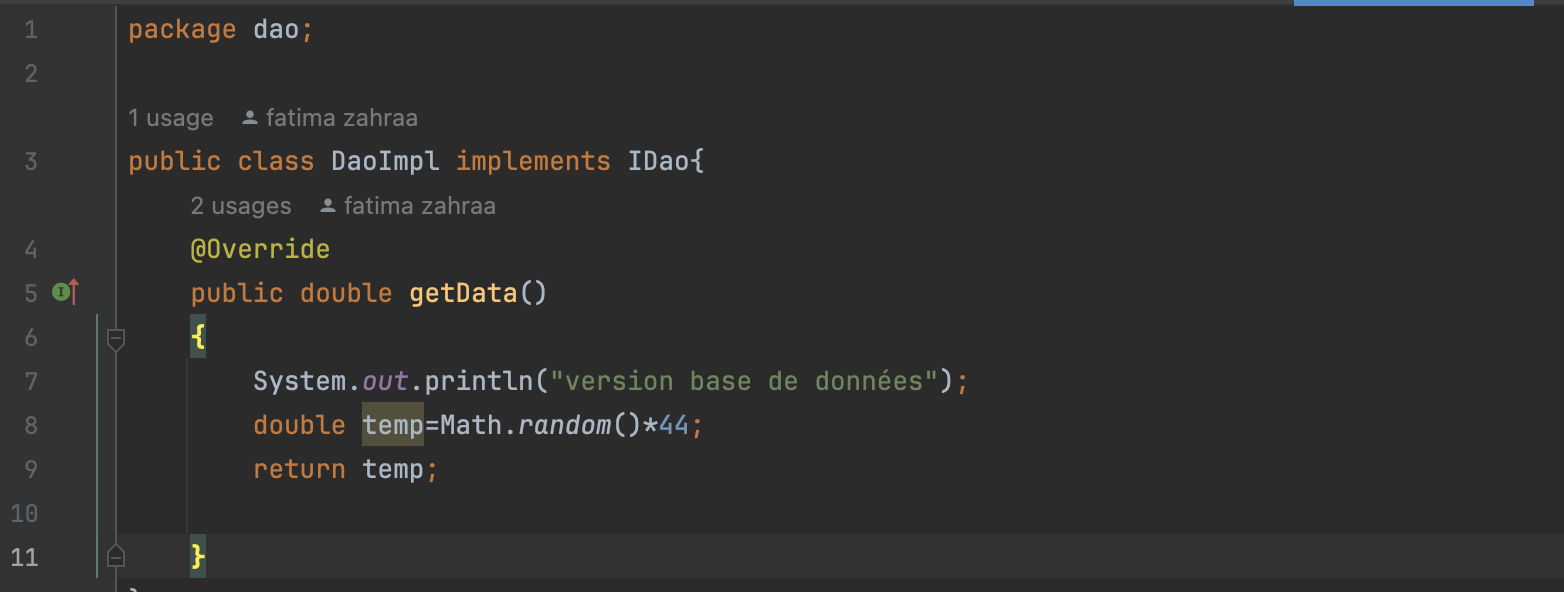 1 package dao;
2
1 usage fatima zahraa
3 public class DaoImpl implements IDao{
2 usages fatima zahraa
4 @Override
5 public double getData()
6 {
7 System.out.println("version base de données");
8 double temp=Math.random()*44;
9 return temp;
10
11 }